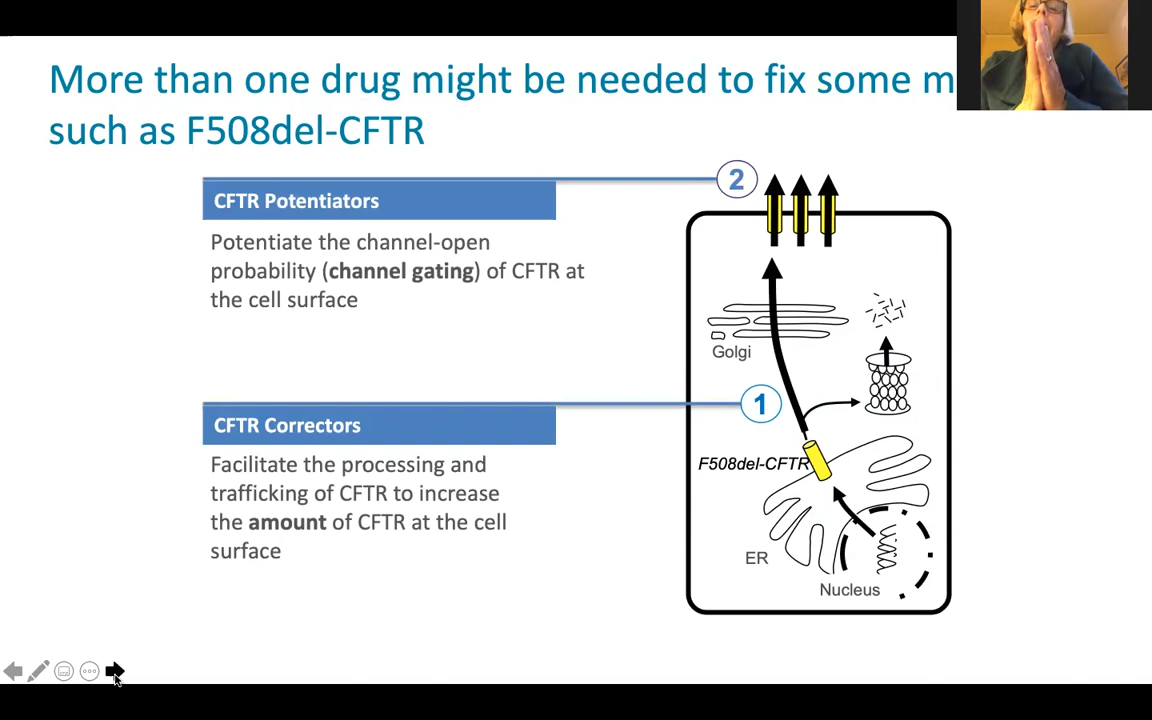 More than one drug might be needed to fix some m
such as F508del-CFTR
2
CFTR Potentiators
Potentiate the channel-open
probability (channel gating) of CFTR at
the cell surface
Golgi
CFTR Correctors
1
Facilitate the processing and
trafficking of CFTR to increase
the amount of CFTR at the cell
surface
F508del-CFTR
ER
Nucleus